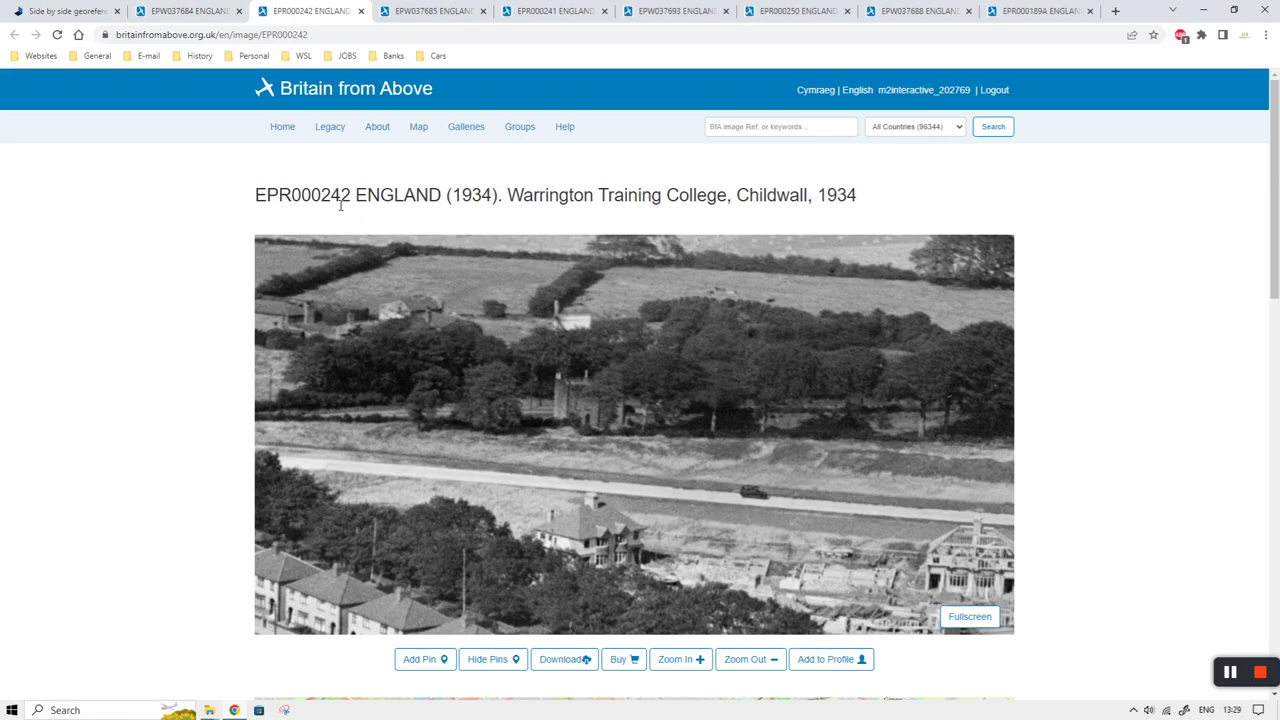 Side by side georefere
EPW037684 ENGLAND
EPR000242 ENGLAND
EPW037685 ENGLAND
EPR000241 ENGLAND
EPW037693 ENGLAND
EPR000250 ENGLAND
EPW037688 ENGLAND
EPR000189A ENGLAN
britainfromabove.org.uk/en/image/EPR000242
Websites
General
E-mail
History
Personal
WSL
JOBS
Banks
Cars
Britain from Above
Cymraeg | English m2interactive_202769 | Logout
Home
Legacy
About
Map
Galleries
Groups
Help
BfA image Ref. or keywords...
All Countries (96344)
Search
EPR000242 ENGLAND (1934). Warrington Training College, Childwall, 1934
Fullscreen
Add Pin
Hide Pins
Download
Buy
Zoom In
Zoom Out
Add to Profile
Search
ENG
13:29